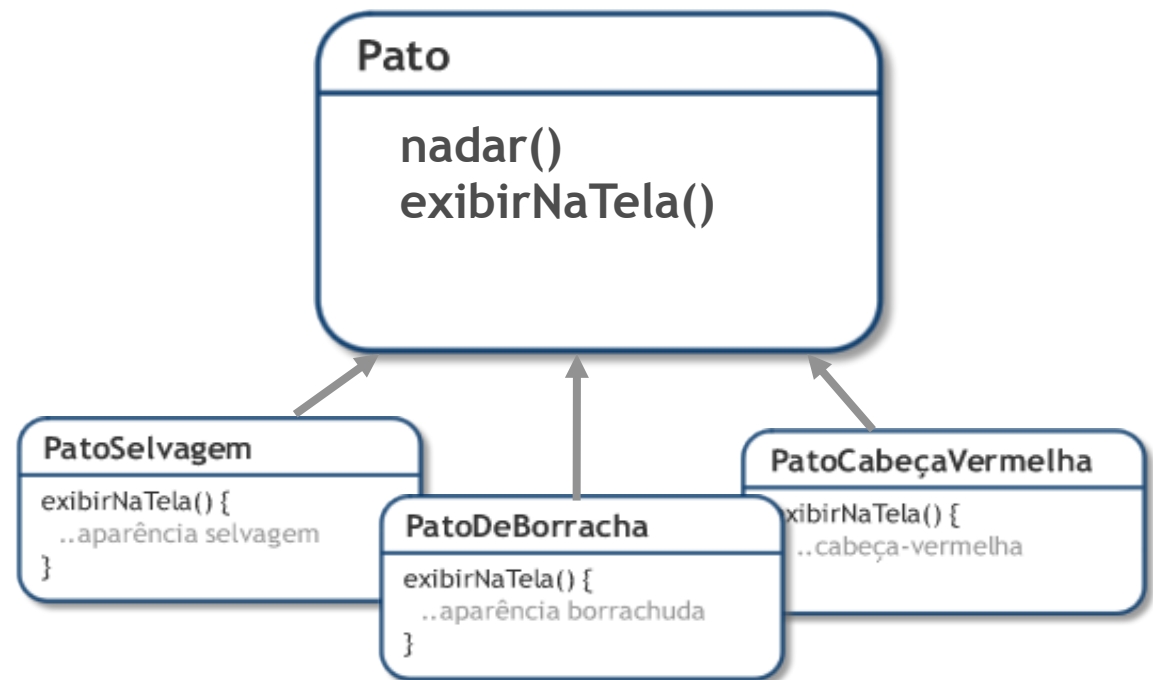 Pato
nadar()
exibirNaTela()
PatoSelvagem
exibirNaTela() {
..aparência selvagem
}
PatoDeBorracha
exibirNaTela() {
..aparência borrachuda
}
PatoCabeçaVermelha
xibirNaTela() {
..cabeça-vermelha